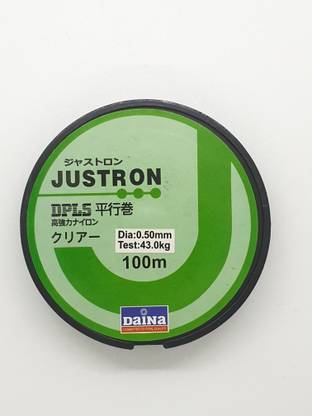 ジャストロン
JUSTRON
DPLS 平行巻
高強力ナイロン
クリアー
Dia:0.50mm
Test:43.0kg
100m
DAINA